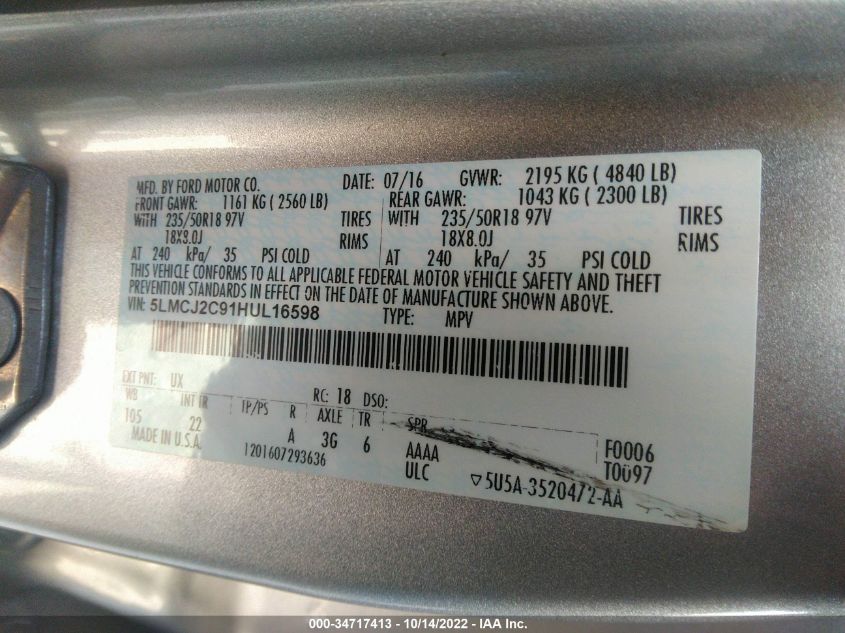 MFD. BY FORD MOTOR CO. DATE: 07/16 GVWR: 2195 KG ( 4840 LB)
FRONT GAWR: 1161 KG ( 2560 LB) REAR GAWR: 1043 KG ( 2300 LB)
WITH 235/50R18 97V TIRES WITH 235/50R18 97V TIRES
18X8.0J RIMS 18X8.0J RIMS
AT 240 kPa/ 35 PSI COLD AT 240 kPa/ 35 PSI COLD
THIS VEHICLE CONFORMS TO ALL APPLICABLE FEDERAL MOTOR VEHICLE SAFETY AND THEFT
PREVENTION STANDARDS IN EFFECT ON THE DATE OF MANUFACTURE SHOWN ABOVE.
VIN: 5LMCJ2C91HUL16598 TYPE: MPV
EXT PNT: UX RC: 18 DSO:
WB INT TR TP/PS R AXLE TR SPR
105 22 A 3G 6 AAAA F0006
MADE IN U.S.A. 1201607293636 ULC T0097
▽5U5A-3520472-AA
000-34717413 - 10/14/2022 - IAA Inc.